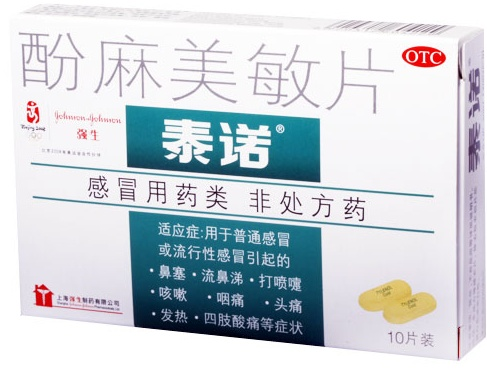 酚麻美敏片
OTC
Beijing 2008
Johnson & Johnson
强生
泰诺®
感冒用药类 非处方药
适应症:用于普通感冒
或流行性感冒引起的
·鼻塞·流鼻涕·打喷嚏
·咳嗽·咽痛·头痛
·发热·四肢酸痛等症状
上海强生制药有限公司
10片装
泰诺®